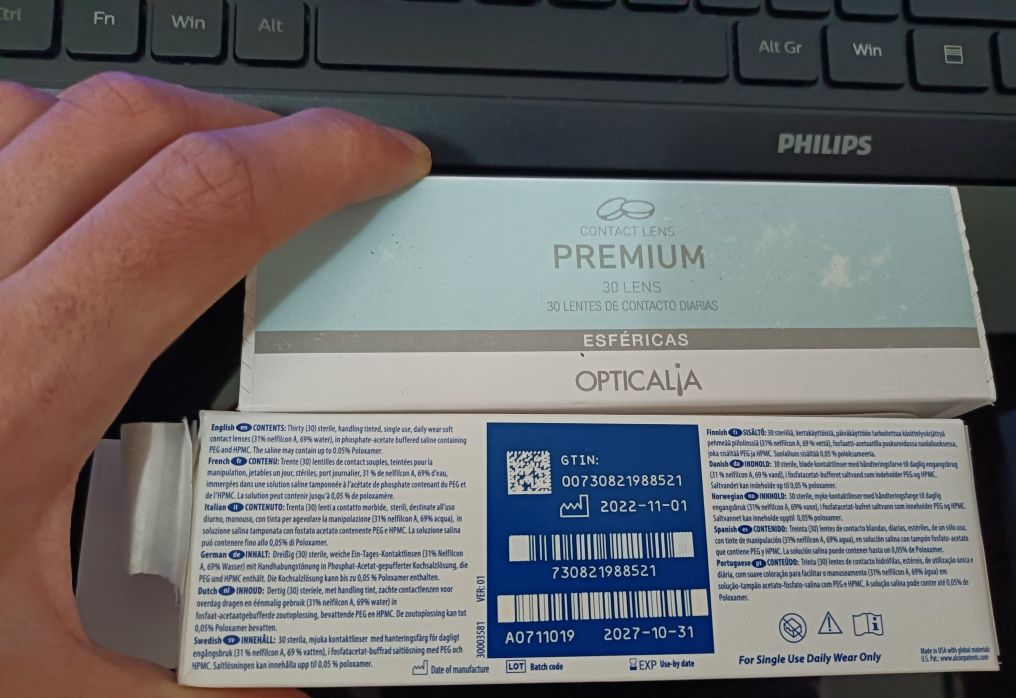 Ctrl
Fn
Win
Alt
Alt Gr
Win
PHILIPS
CONTACT LENS
PREMIUM
30 LENS
30 LENTES DE CONTACTO DIARIAS
ESFÉRICAS
OPTICALiA
English en CONTENTS: Thirty (30) sterile, handling tinted, single use, daily wear soft
contact lenses (31% nelfilcon A, 69% water), in phosphate-acetate buffered saline containing
PEG and HPMC. The saline may contain up to 0.05% Poloxamer.
French fr CONTENU: Trente (30) lentilles de contact souples, teintées pour la
manipulation, jetables un jour, stériles, port journalier, 31 % de nelfilcon A, 69% d'eau,
immergées dans une solution saline tamponnée à l'acétate de phosphate contenant du PEG et
de l'HPMC. La solution peut contenir jusqu'à 0,05% de poloxamère.
Italian it CONTENUTO: Trenta (30) lenti a contatto morbide, sterili, destinate all'uso
diurno, monouso, con tinta per agevolare la manipolazione (31% nelfilcon A, 69% acqua), in
soluzione salina tamponata con fosfato acetato contenente PEG e HPMC. La soluzione salina
può contenere fino allo 0,05% di Poloxamer.
German de INHALT: Dreißig (30) sterile, weiche Ein-Tages-Kontaktlinsen (31% Nelfilcon
A, 69% Wasser) mit Handhabungstönung in Phosphat-Acetat-gepufferter Kochsalzlösung, die
PEG und HPMC enthält. Die Kochsalzlösung kann bis zu 0,05 % Poloxamer enthalten.
Dutch nl INHOUD: Dertig (30) steriele, met handling tint, zachte contactlenzen voor
overdag dragen en éénmalig gebruik (31% nelfilcon A, 69% water) in
fosfaat-acetaatgebufferde zoutoplossing, bevattende PEG en HPMC. De zoutoplossing kan tot
0,05% Poloxamer bevatten.
Swedish sv INNEHÅLL: 30 sterila, mjuka kontaktlinser med hanteringsfärg för dagligt
engångsbruk (31 % nelfilcon A, 69 % vatten), i fosfatacetat-buffrad saltlösning med PEG och
HPMC. Saltlösningen kan innehålla upp til 0,05 % poloxamer.
Date of manufacture
LOT Batch code
EXP Use-by date
30003581 VER: 01
GTIN:
00730821988521
2022-11-01
730821988521
A0711019 2027-10-31
Finnish fi SISÄLTÖ: 30 steriiliä, kertakäyttöistä, päiväkäyttöön tarkoitettua käsittelyvärjättyä
pehmeää piilolinssiä (31 % nelfilcon A, 69 % vettä), fosfaatti-asetaatilla puskuroidussa suolaliuoksessa,
joka sisältää PEG ja HPMC. Suolaliuos sisältää 0,05 % poloksameeria.
Danish da INDHOLD: 30 sterile, bløde kontaktlinser med håndteringsfarve til daglig engangsbrug
(31 % nelfilcon A, 69 % vand), i fosfatacetat-bufferet saltvand som indeholder PEG og HPMC.
Saltvandet kan indeholde op til 0,05 % poloxamer.
Norwegian no INNHOLD: 30 sterile, myke kontaktlinser med håndteringsfarge til daglig
engangsbruk (31% nelfilcon A, 69% vann), i fosfatacetat-bufret saltvann som inneholder PEG og HPMC.
Saltvannet kan inneholde opptil 0,05% poloxamer.
Spanish es CONTENIDO: Treinta (30) lentes de contacto blandas, diarias, estériles, de un sólo uso,
con tinte de manipulación (31% nelfilcon A, 69% agua), en solución salina con tampón fosfato-acetato
que contiene PEG y HPMC. La solución salina puede contener hasta un 0,05% de Poloxamer.
Portuguese pt CONTEÚDO: Trinta (30) lentes hidrófilas, estéreis, de utilização única e
diária, com suave coloração para facilitar o manuseamento (31% nelfilcon A, 69% água) em
solução-tampão acetato-fosfato-salina com PEG e HPMC. A solução salina pode conter até 0,05% de
Poloxamer.
For Single Use Daily Wear Only
Made in USA with global materials
U.S. Pat.: www.alconpatents.com